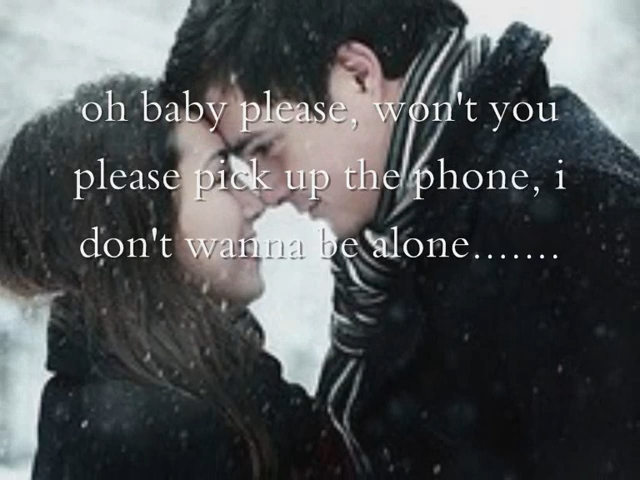 oh baby please, won't you
please pick up the phone, i
don't wanna be alone.......